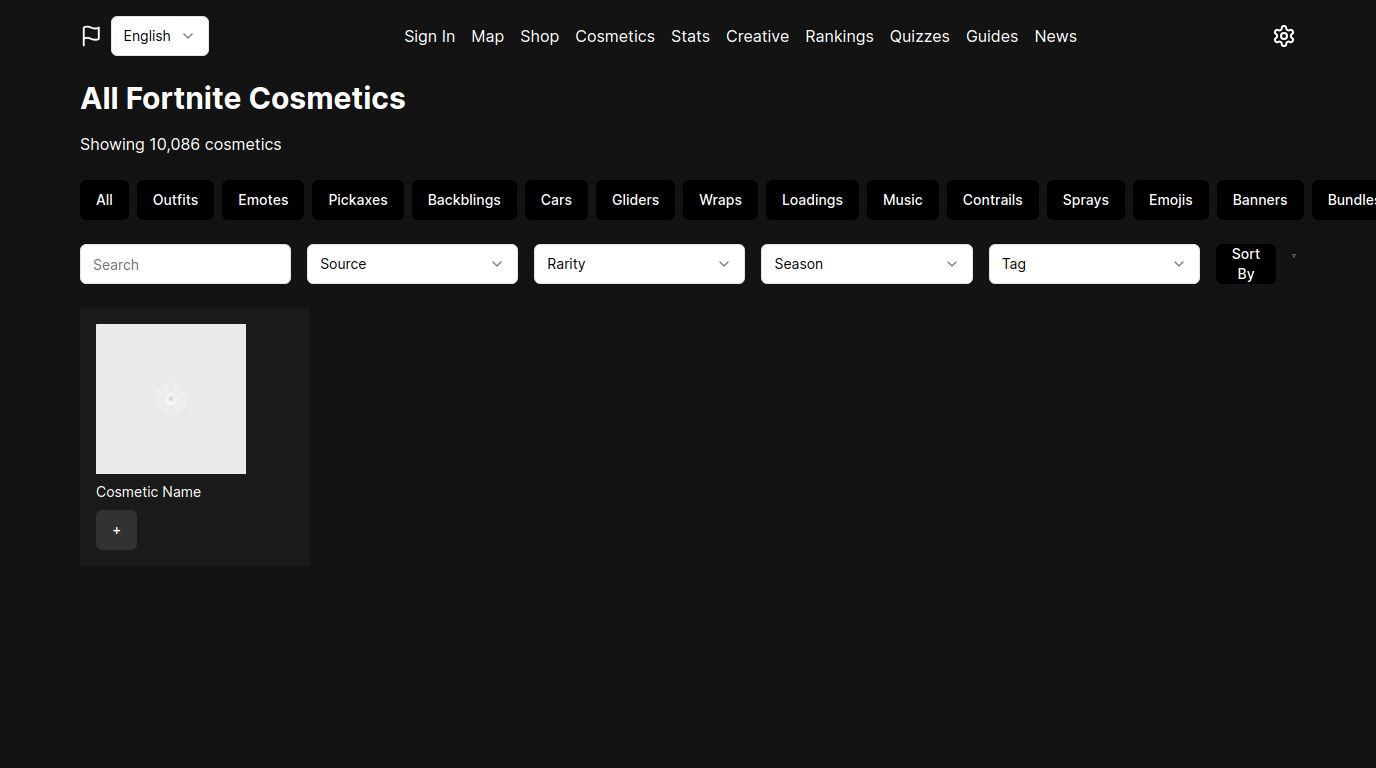 English
Sign In Map Shop Cosmetics Stats Creative Rankings Quizzes Guides News
All Fortnite Cosmetics
Showing 10,086 cosmetics
All Outfits Emotes Pickaxes Backblings Cars Gliders Wraps Loadings Music Contrails Sprays Emojis Banners Bundles
Search Source Rarity Season Tag Sort By
Cosmetic Name
+